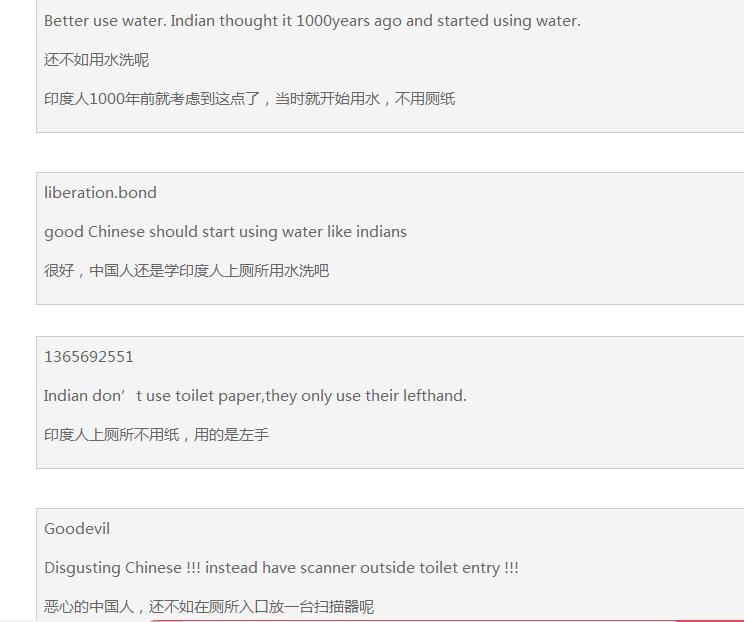 Better use water. Indian thought it 1000years ago and started using water.
还不如用水洗呢
印度人1000年前就考虑到这点了，当时就开始用水，不用厕纸
liberation.bond
good Chinese should start using water like indians
很好，中国人还是学印度人上厕所用水洗吧
1365692551
Indian don’t use toilet paper,they only use their lefthand.
印度人上厕所不用纸，用的是左手
Goodevil
Disgusting Chinese !!! instead have scanner outside toilet entry !!!
恶心的中国人，还不如在厕所入口放一台扫描器呢